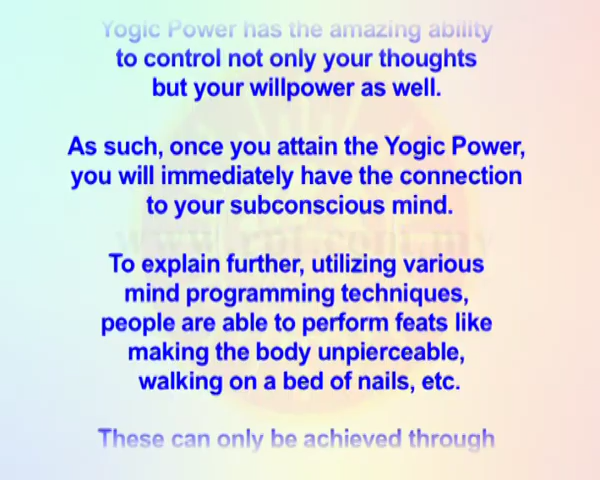 Yogic Power has the amazing ability
to control not only your thoughts
but your willpower as well.
As such, once you attain the Yogic Power,
you will immediately have the connection
to your subconscious mind.
To explain further, utilizing various
mind programming techniques,
people are able to perform feats like
making the body unpierceable,
walking on a bed of nails, etc.
These can only be achieved through